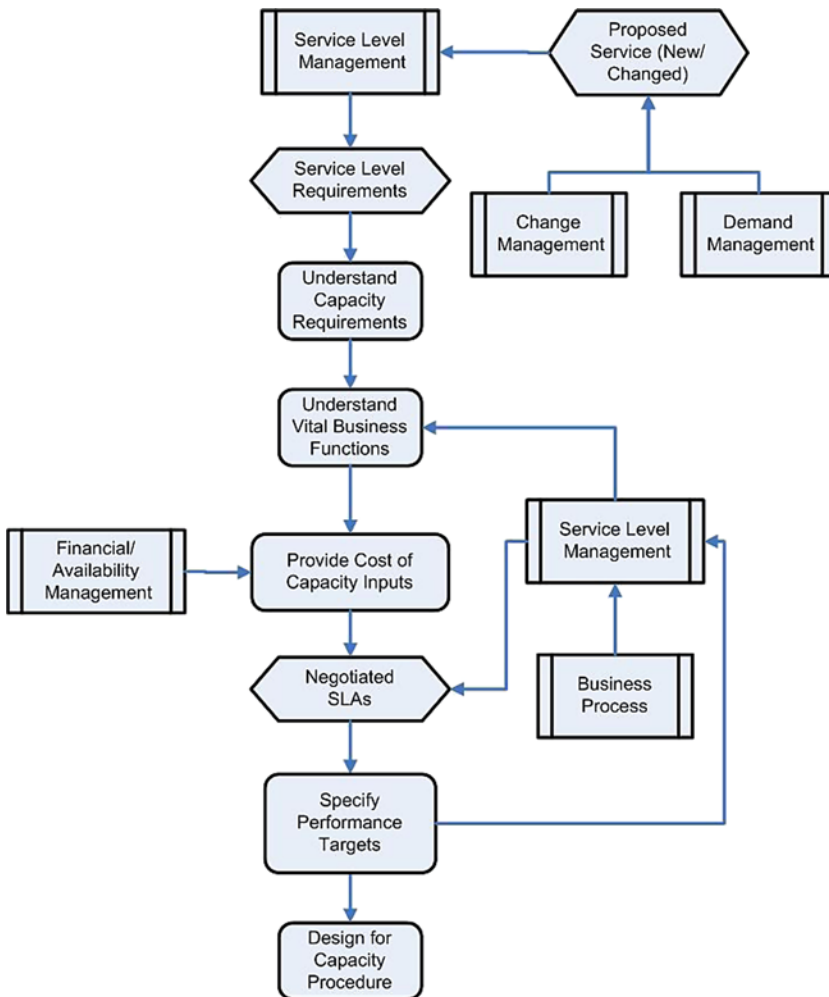 Service Level
Management
Proposed
Service (New/
Changed)
Service Level
Requirements
Change
Management
Demand
Management
Understand
Capacity
Requirements
Understand
Vital Business
Functions
Financial/
Availability
Management
Provide Cost of
Capacity Inputs
Service Level
Management
Negotiated
SLAs
Business
Process
Specify
Performance
Targets
Design for
Capacity
Procedure